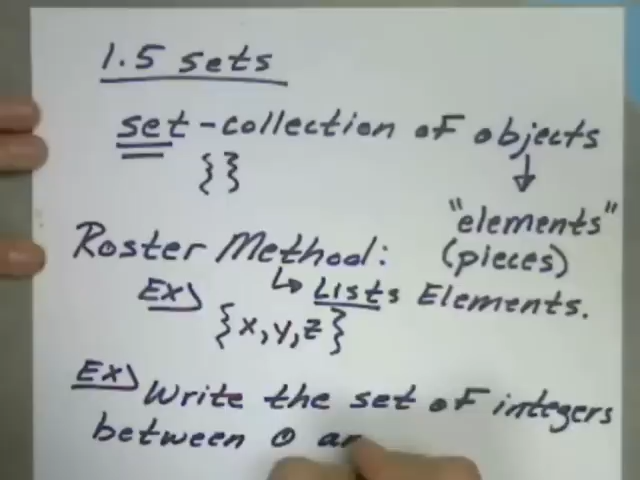 1.5 sets
set - collection of objects
{ }
"elements"
(pieces)
Roster Method:
↳ Lists Elements.
Ex) {x, y, z}
Ex) Write the set of integers
between 0